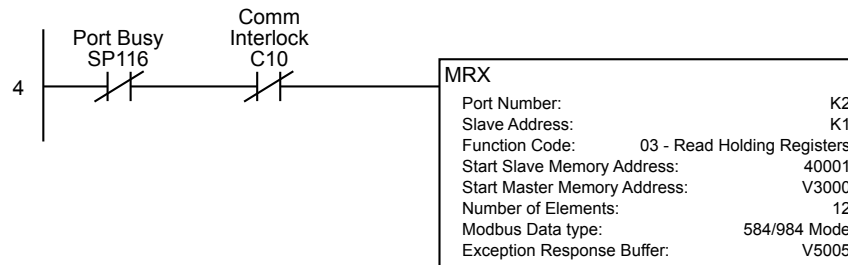 Comm
Port Busy Interlock
SP116 C10
4
MRX
Port Number: K2
Slave Address: K1
Function Code: 03 - Read Holding Registers
Start Slave Memory Address: 40001
Start Master Memory Address: V3000
Number of Elements: 12
Modbus Data type: 584/984 Mode
Exception Response Buffer: V5005